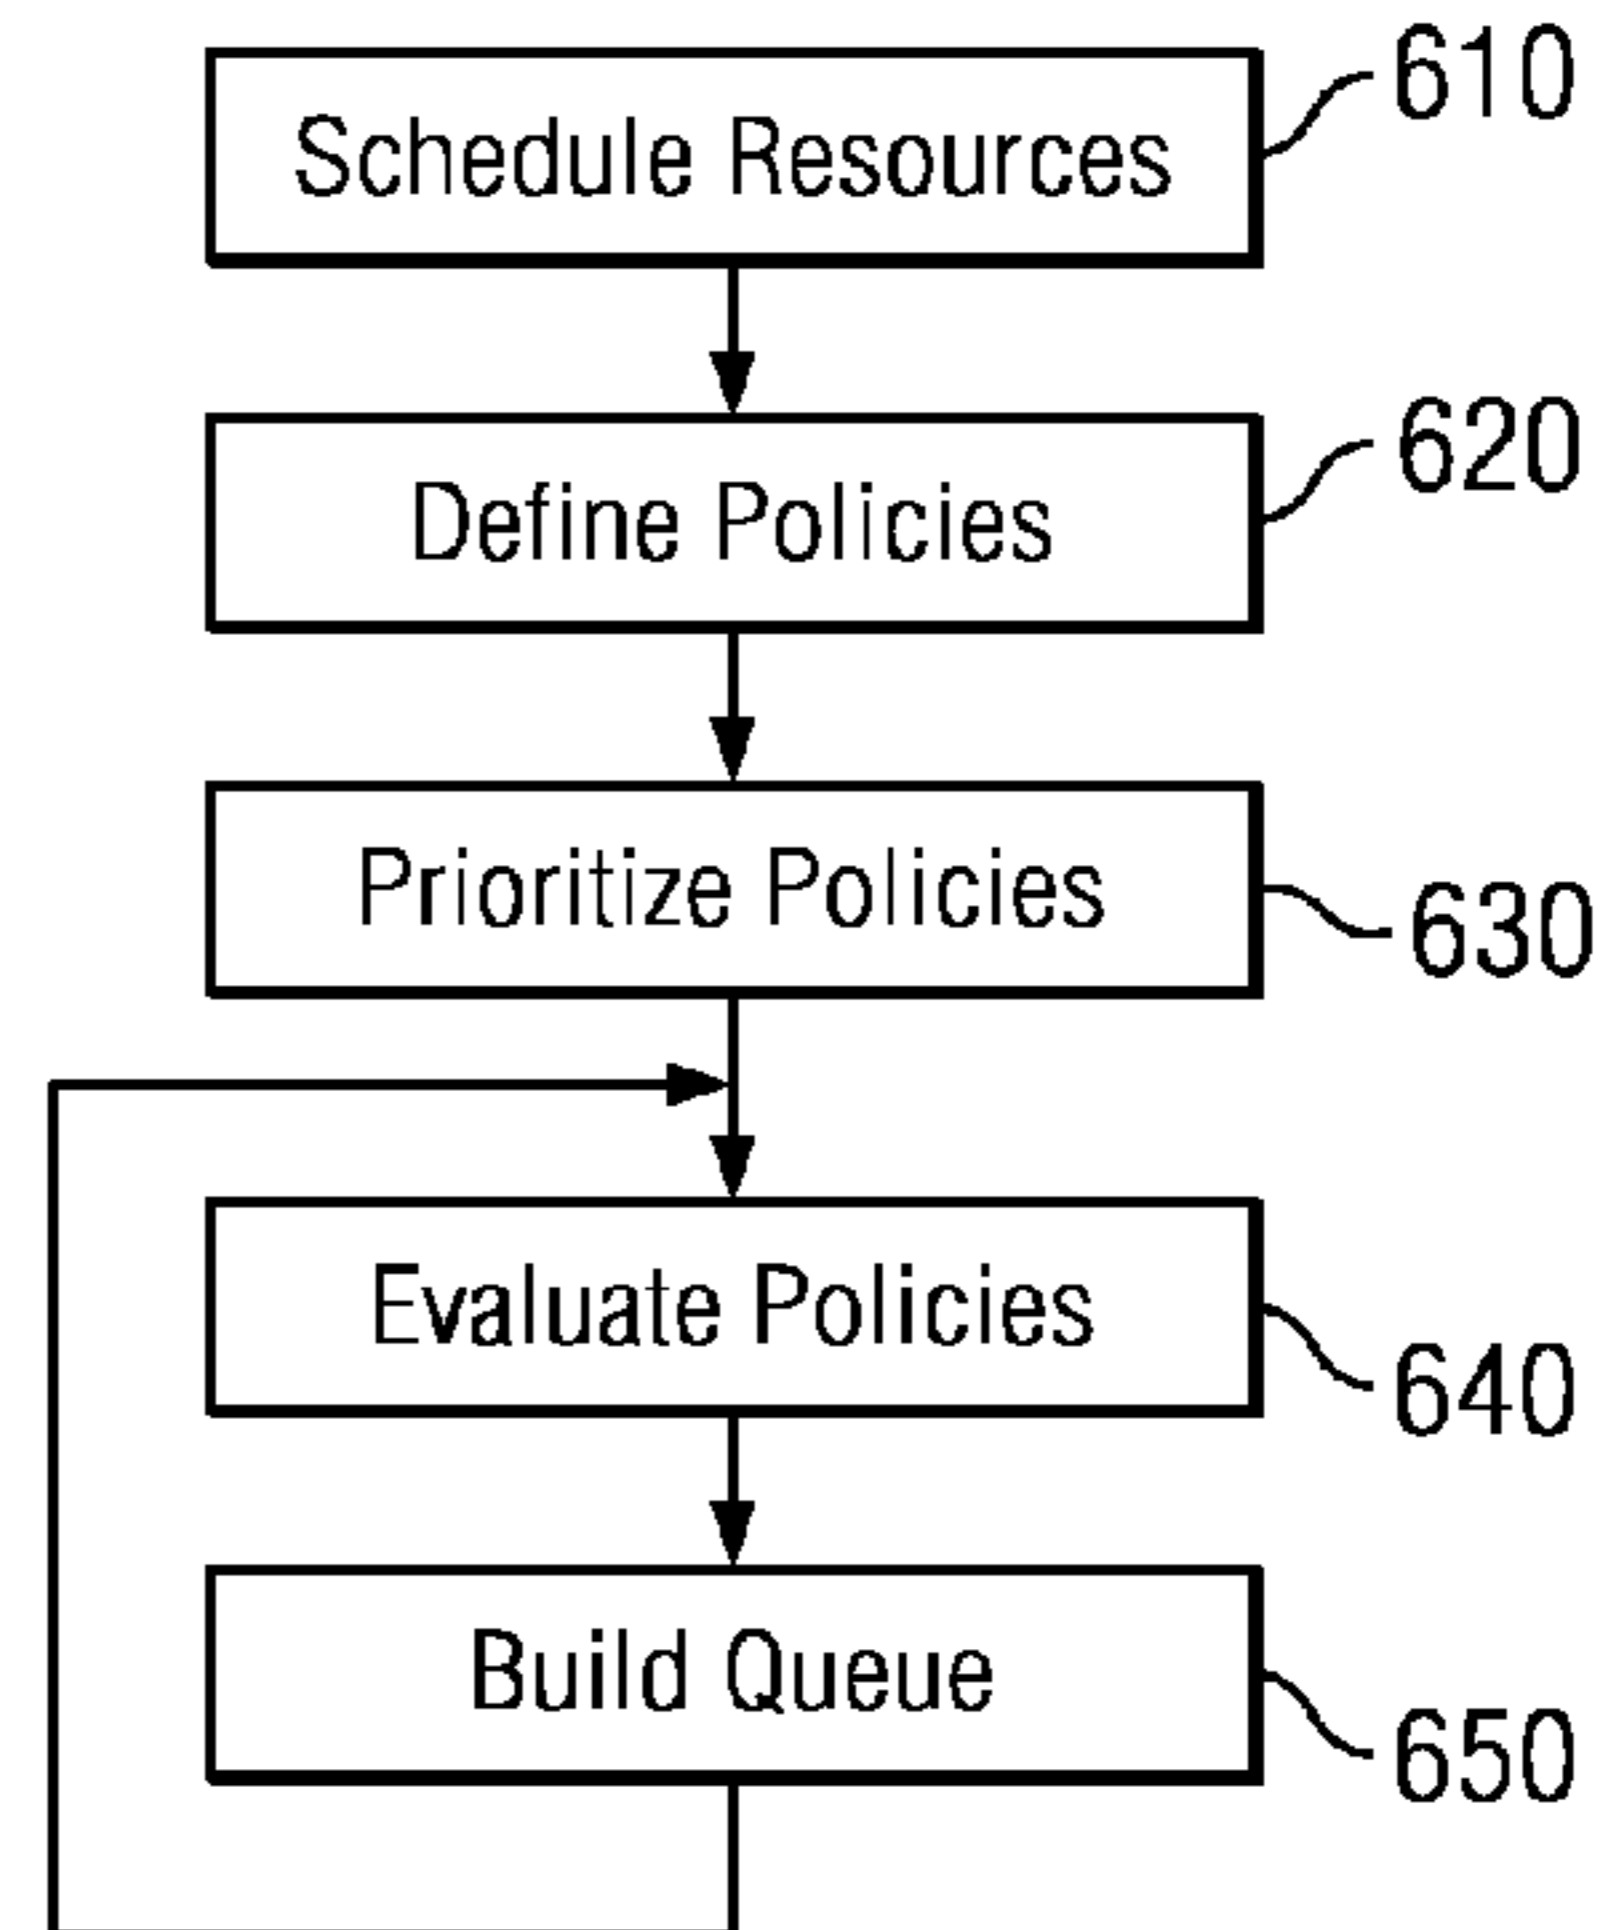 Schedule Resources
610
Define Policies
620
Prioritize Policies
630
Evaluate Policies
640
Build Queue
650